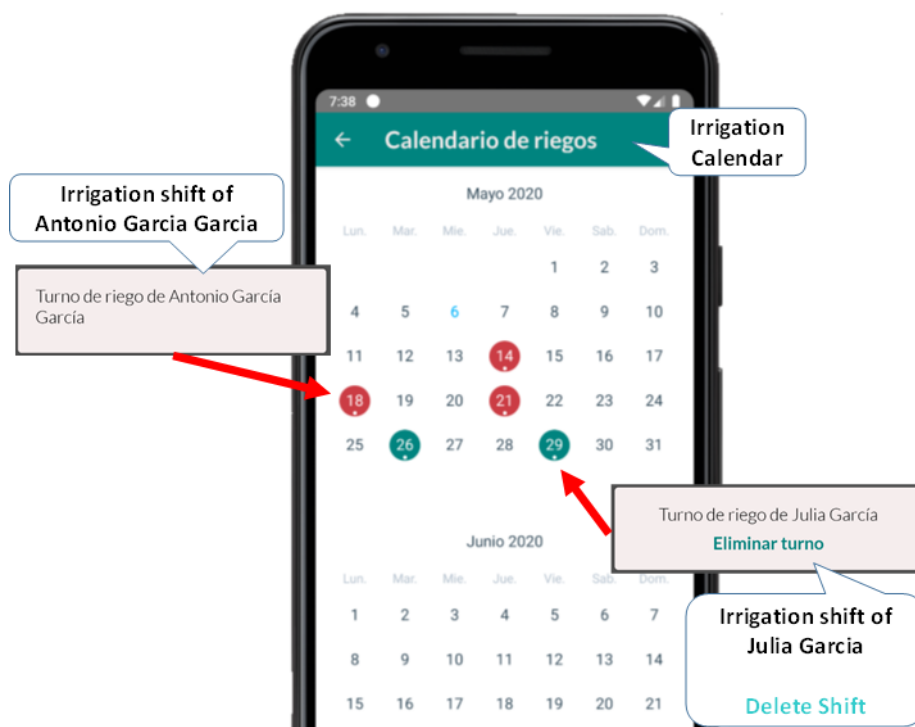 7:38
Calendario de riegos
Irrigation
Calendar
Mayo 2020
Irrigation shift of
Antonio Garcia Garcia
Lun. Mar. Mie. Jue. Vie. Sab. Dom.
1 2 3
Turno de riego de Antonio García
García
4 5 6 7 8 9 10
11 12 13 14 15 16 17
18 19 20 21 22 23 24
25 26 27 28 29 30 31
Turno de riego de Julia García
Eliminar turno
Junio 2020
Lun. Mar. Mie. Jue. Vie. Sab. Dom.
1 2 3 4 5 6 7
Irrigation shift of
Julia Garcia
Delete Shift
8 9 10 11 12 13 14
15 16 17 18 19 20 21